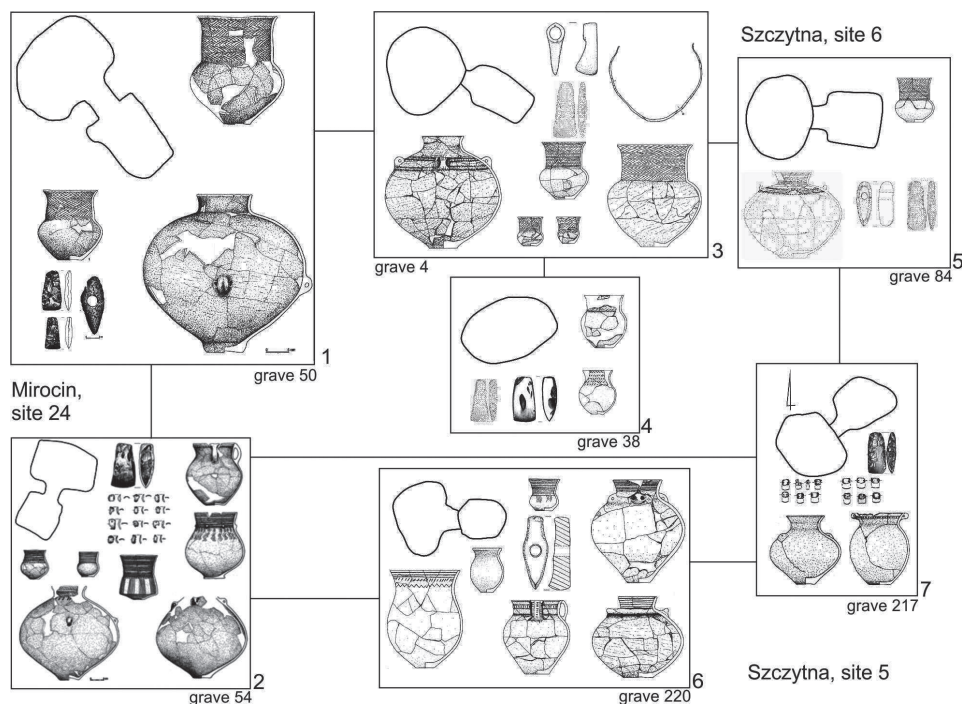 Szczytna, site 6
1
grave 50
grave 4
3
5
grave 84
Mirocin,
site 24
4
grave 38
7
grave 217
2
grave 54
6
grave 220
Szczytna, site 5